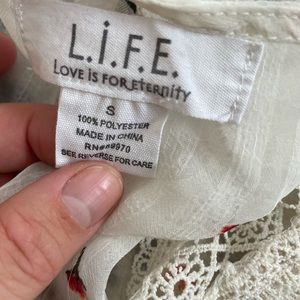 L.i.F.E.
LOVE iS FOR ETERNiTY
S
100% POLYESTER
MADE IN CHINA
SEE REVERSE FOR CARE